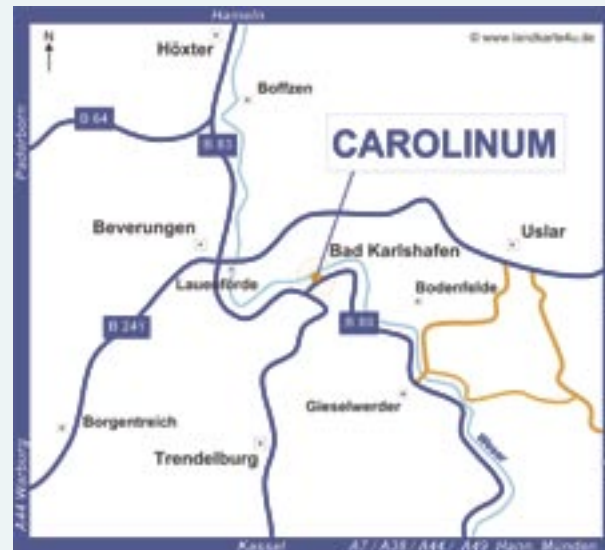 Hameln
© www.landkarte4u.de
N
Höxter
Boffzen
B 64
B 83
Paderborn
CAROLINUM
Beverungen
Uslar
Bad Karlshafen
Lauenförde
Bodenfelde
B 241
Gieselwerder
Borgentreich
Trendelburg
Weser
A44 Warburg
Kassel
A7 / A38 / A44 / A49 Hann. Münden